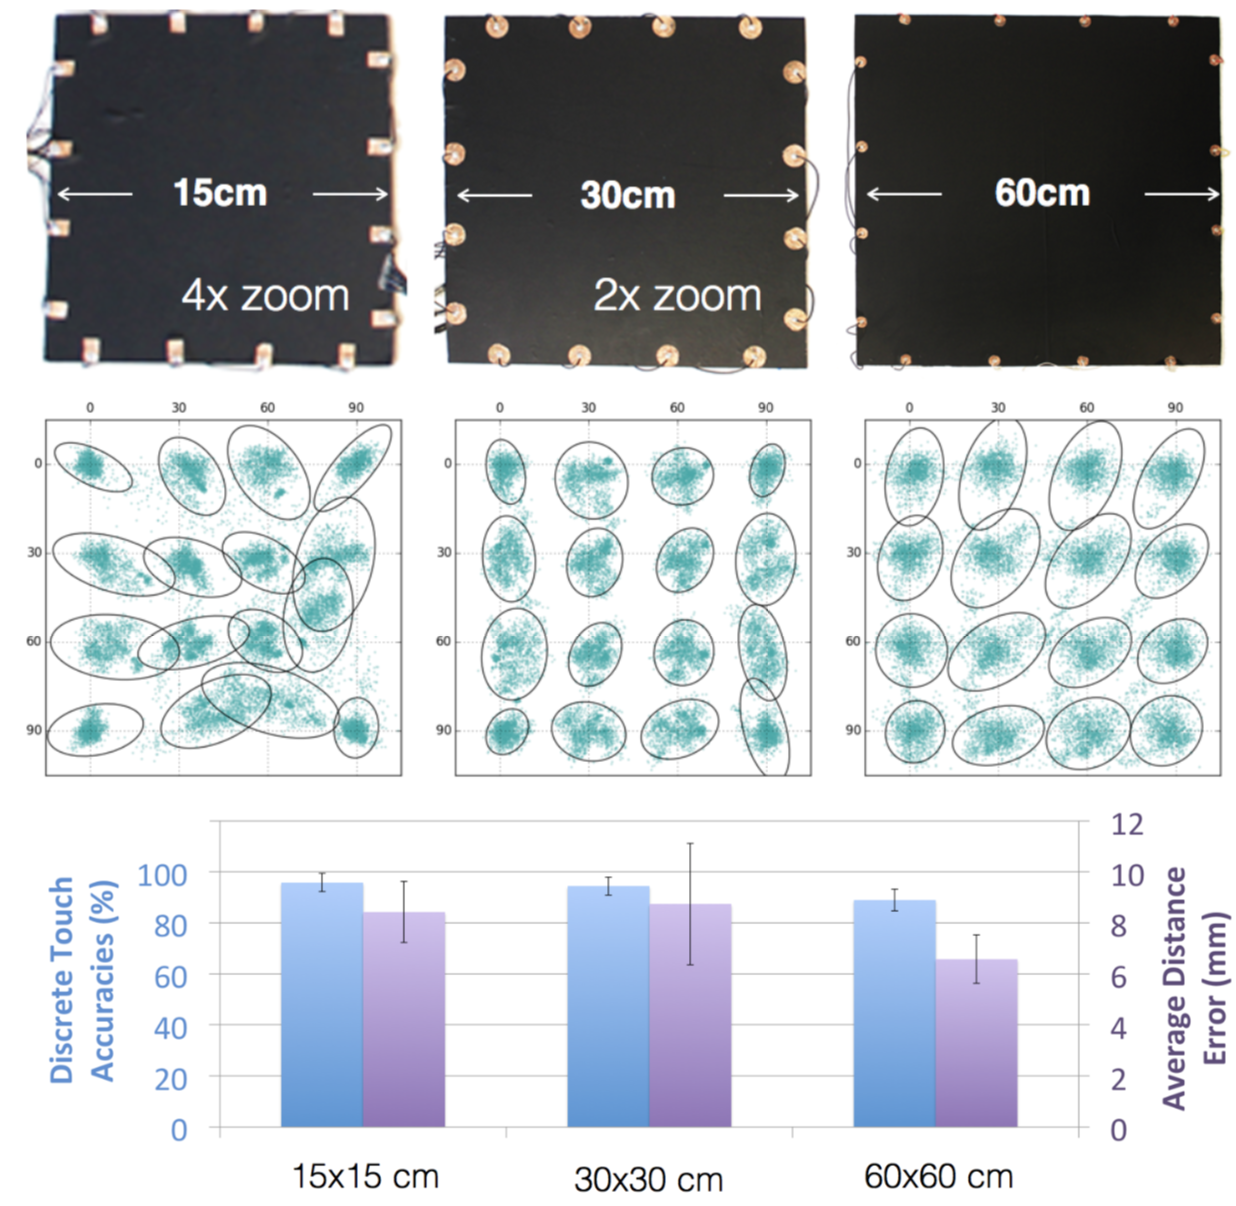 15cm
30cm
60cm
4x zoom
2x zoom
0 30 60 90
0 30 60 90
0 30 60 90
0
30
60
90
0
30
60
90
0
30
60
90
Discrete Touch
Accuracies (%)
100
80
60
40
20
0
12
10
8
6
4
2
0
Average Distance
Error (mm)
15x15 cm
30x30 cm
60x60 cm